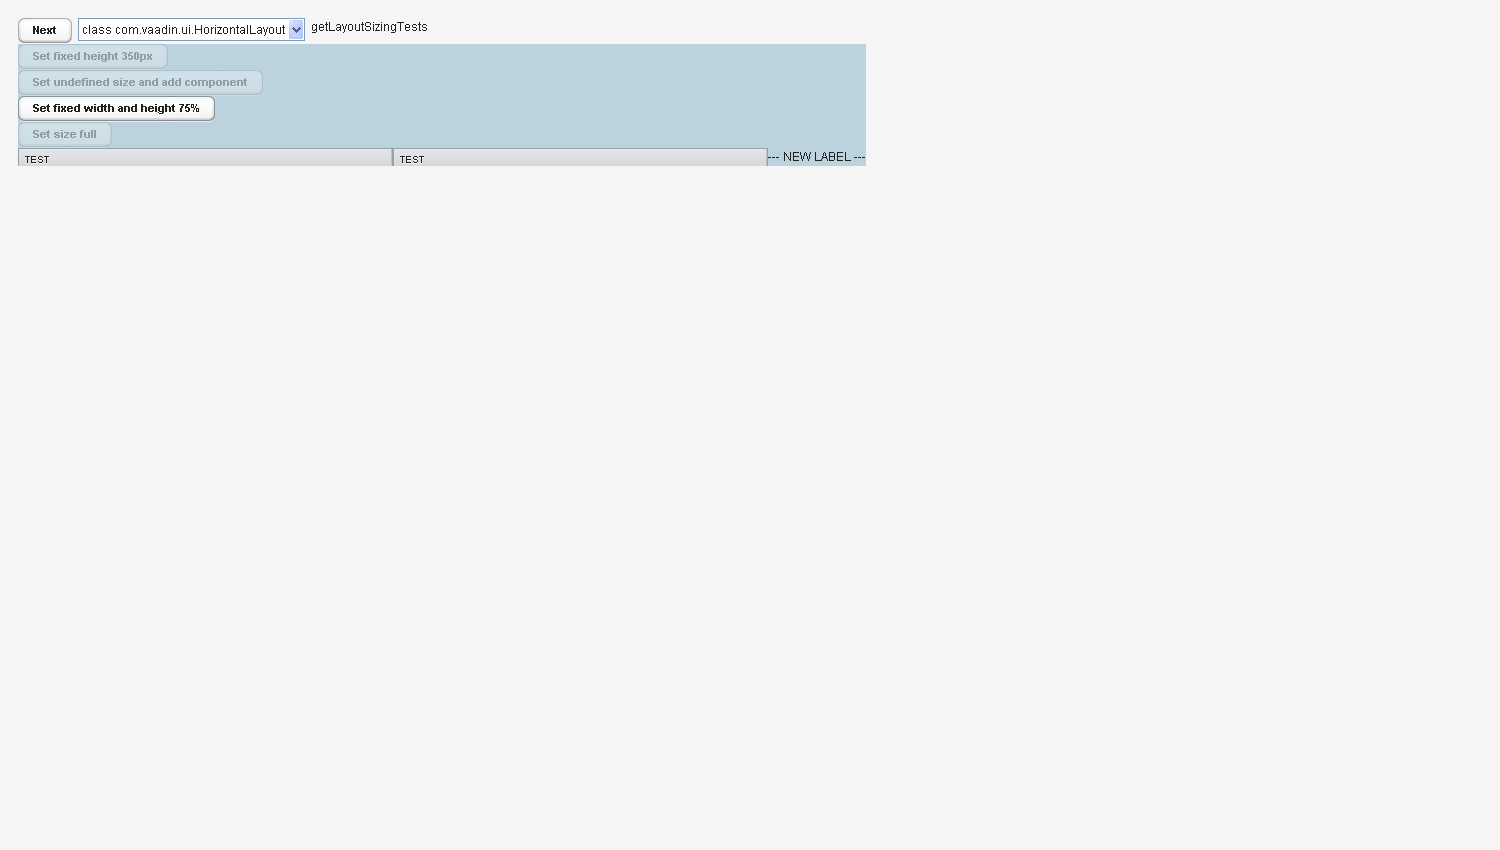 Next class com.vaadin.ui.HorizontalLayout getLayoutSizingTests
Set fixed height 350px
Set undefined size and add component
Set fixed width and height 75%
Set size full
TEST TEST --- NEW LABEL ---